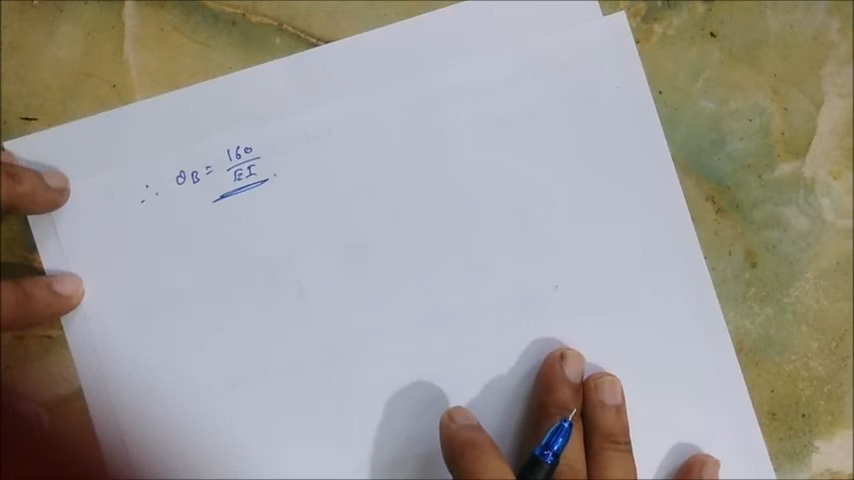 ∴ θB = 160/EI .